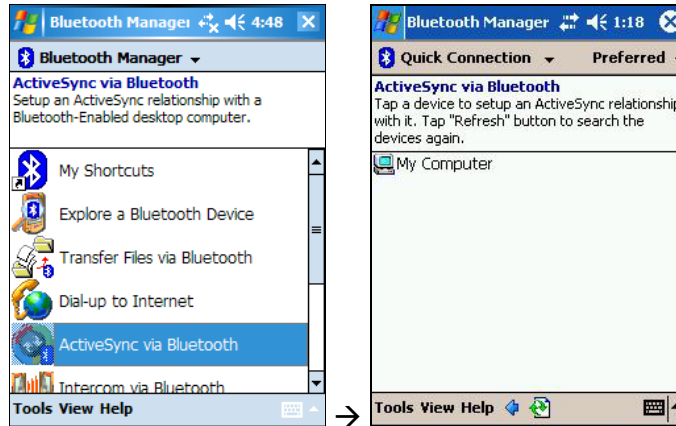 Bluetooth Manager 4:48
Bluetooth Manager
ActiveSync via Bluetooth
Setup an ActiveSync relationship with a
Bluetooth-Enabled desktop computer.
My Shortcuts
Explore a Bluetooth Device
Transfer Files via Bluetooth
Dial-up to Internet
ActiveSync via Bluetooth
Intercom via Bluetooth
Tools View Help
→
Bluetooth Manager 1:18
Quick Connection Preferred
ActiveSync via Bluetooth
Tap a device to setup an ActiveSync relationship
with it. Tap "Refresh" button to search the
devices again.
My Computer
Tools View Help